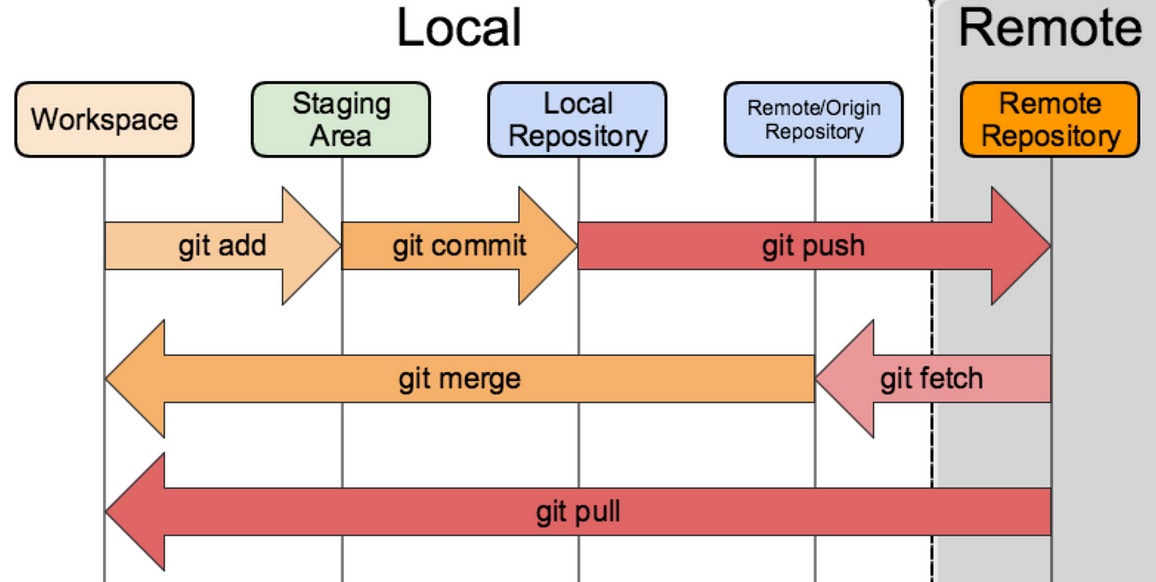 Local
Remote
Workspace
Staging
Area
Local
Repository
Remote/Origin
Repository
Remote
Repository
git add
git commit
git push
git merge
git fetch
git pull